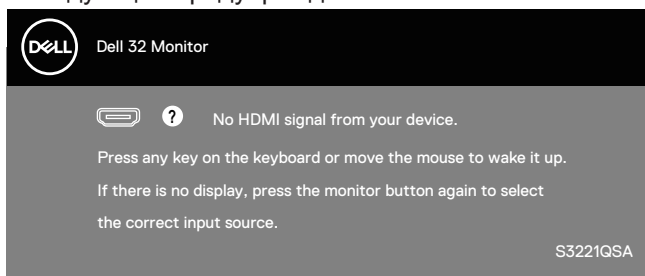 DELL
Dell 32 Monitor
? No HDMI signal from your device.
Press any key on the keyboard or move the mouse to wake it up.
If there is no display, press the monitor button again to select
the correct input source.
S3221QSA